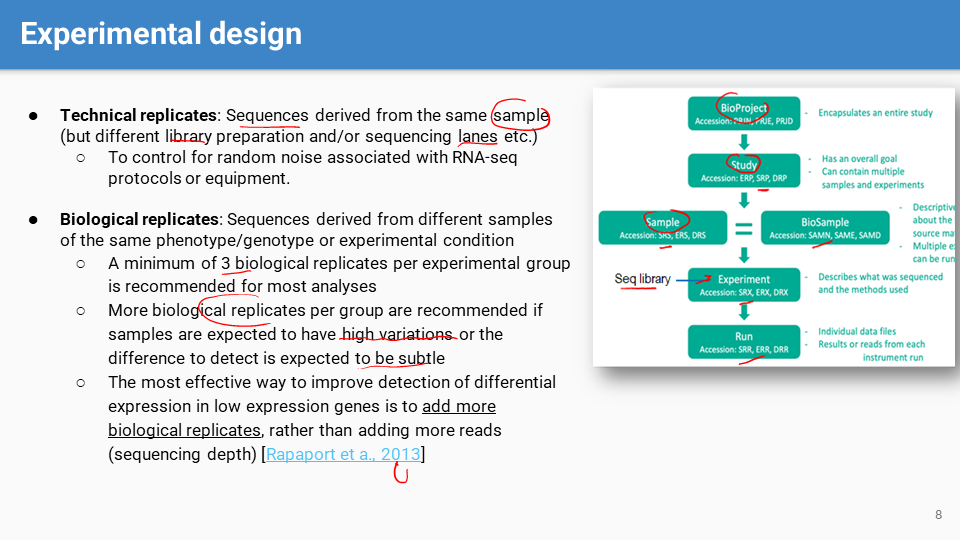 Experimental design
● Technical replicates: Sequences derived from the same sample
(but different library preparation and/or sequencing lanes etc.)
○ To control for random noise associated with RNA-seq
protocols or equipment.
● Biological replicates: Sequences derived from different samples
of the same phenotype/genotype or experimental condition
○ A minimum of 3 biological replicates per experimental group
is recommended for most analyses
○ More biological replicates per group are recommended if
samples are expected to have high variations or the
difference to detect is expected to be subtle
○ The most effective way to improve detection of differential
expression in low expression genes is to add more
biological replicates, rather than adding more reads
(sequencing depth) [Rapaport et a., 2013]
BioProject
Accession: PRJN, PRJE, PRJD
- Encapsulates an entire study
Study
Accession: ERP, SRP, DRP
- Has an overall goal
- Can contain multiple
samples and experiments
Sample
Accession: SRS, ERS, DRS
=
BioSample
Accession: SAMN, SAME, SAMD
- Descriptive
about the
source ma
- Multiple e
can be run
Seq library
Experiment
Accession: SRX, ERX, DRX
- Describes what was sequenced
and the methods used
Run
Accession: SRR, ERR, DRR
- Individual data files
- Results or reads from each
instrument run
8